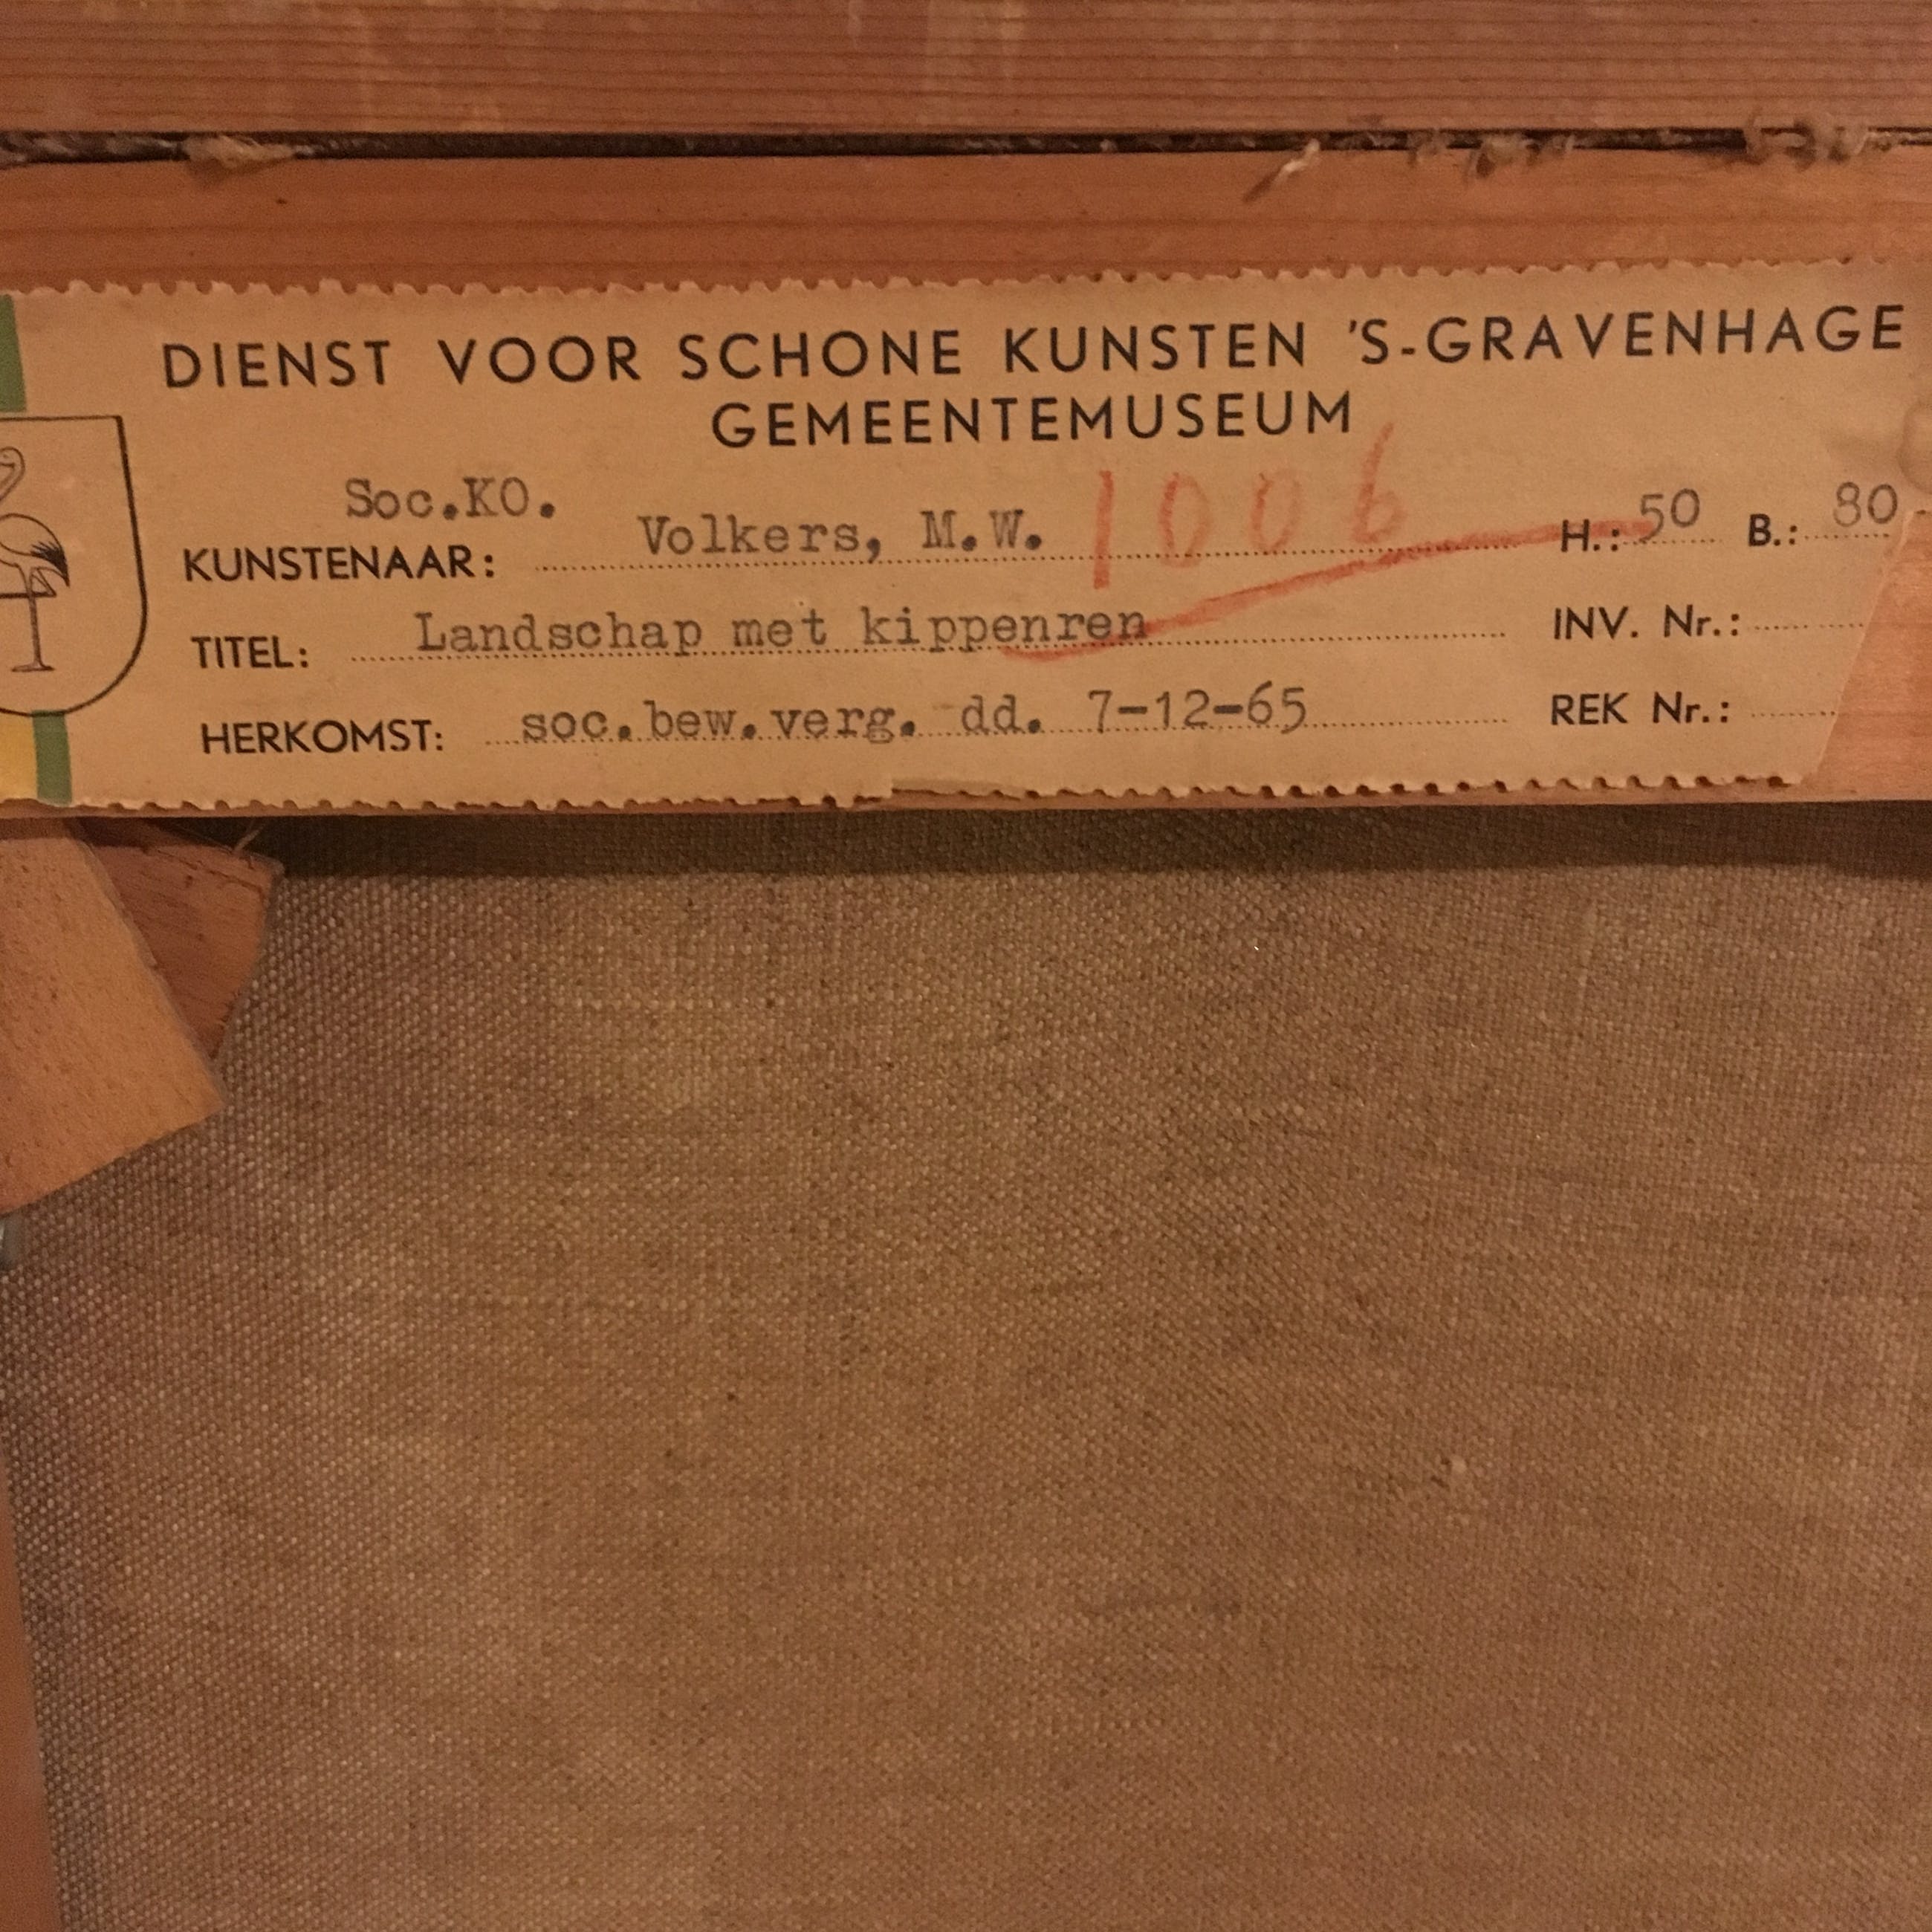 DIENST VOOR SCHONE KUNSTEN 'S-GRAVENHAGE
GEMEENTEMUSEUM
Soc.KO.
KUNSTENAAR: Volkers, M.W. 1006 H.: 50 B.: 80
TITEL: Landschap met kippenren INV. Nr.:
HERKOMST: soc.bew.verg. dd. 7-12-65 REK Nr.: